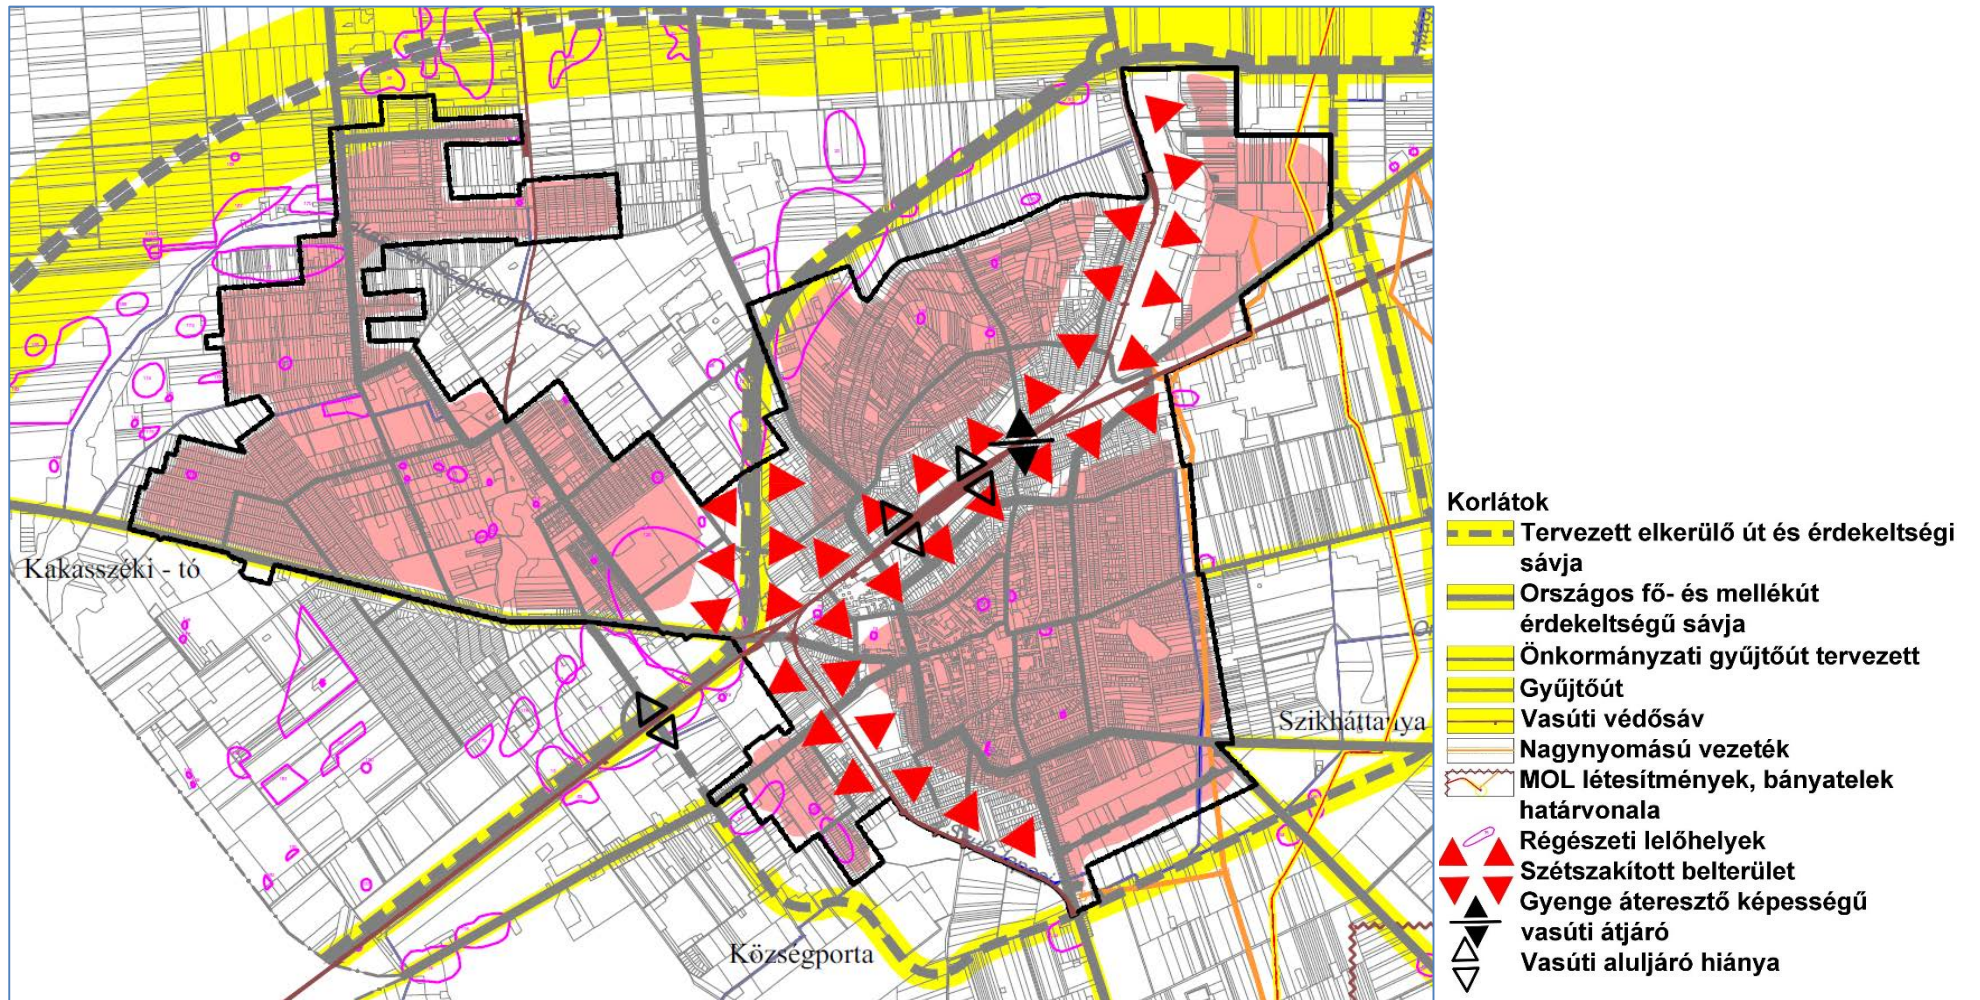 Kakasszéki - tó
Szikháttanya
Községporta
Korlátok
Tervezett elkerülő út és érdekeltségi
sávja
Országos fő- és mellékút
érdekeltségű sávja
Önkormányzati gyűjtőút tervezett
Gyűjtőút
Vasúti védősáv
Nagynyomású vezeték
MOL létesítmények, bányatelek
határvonala
Régészeti lelőhelyek
Szétszakított belterület
Gyenge áteresztő képességű
vasúti átjáró
Vasúti aluljáró hiánya